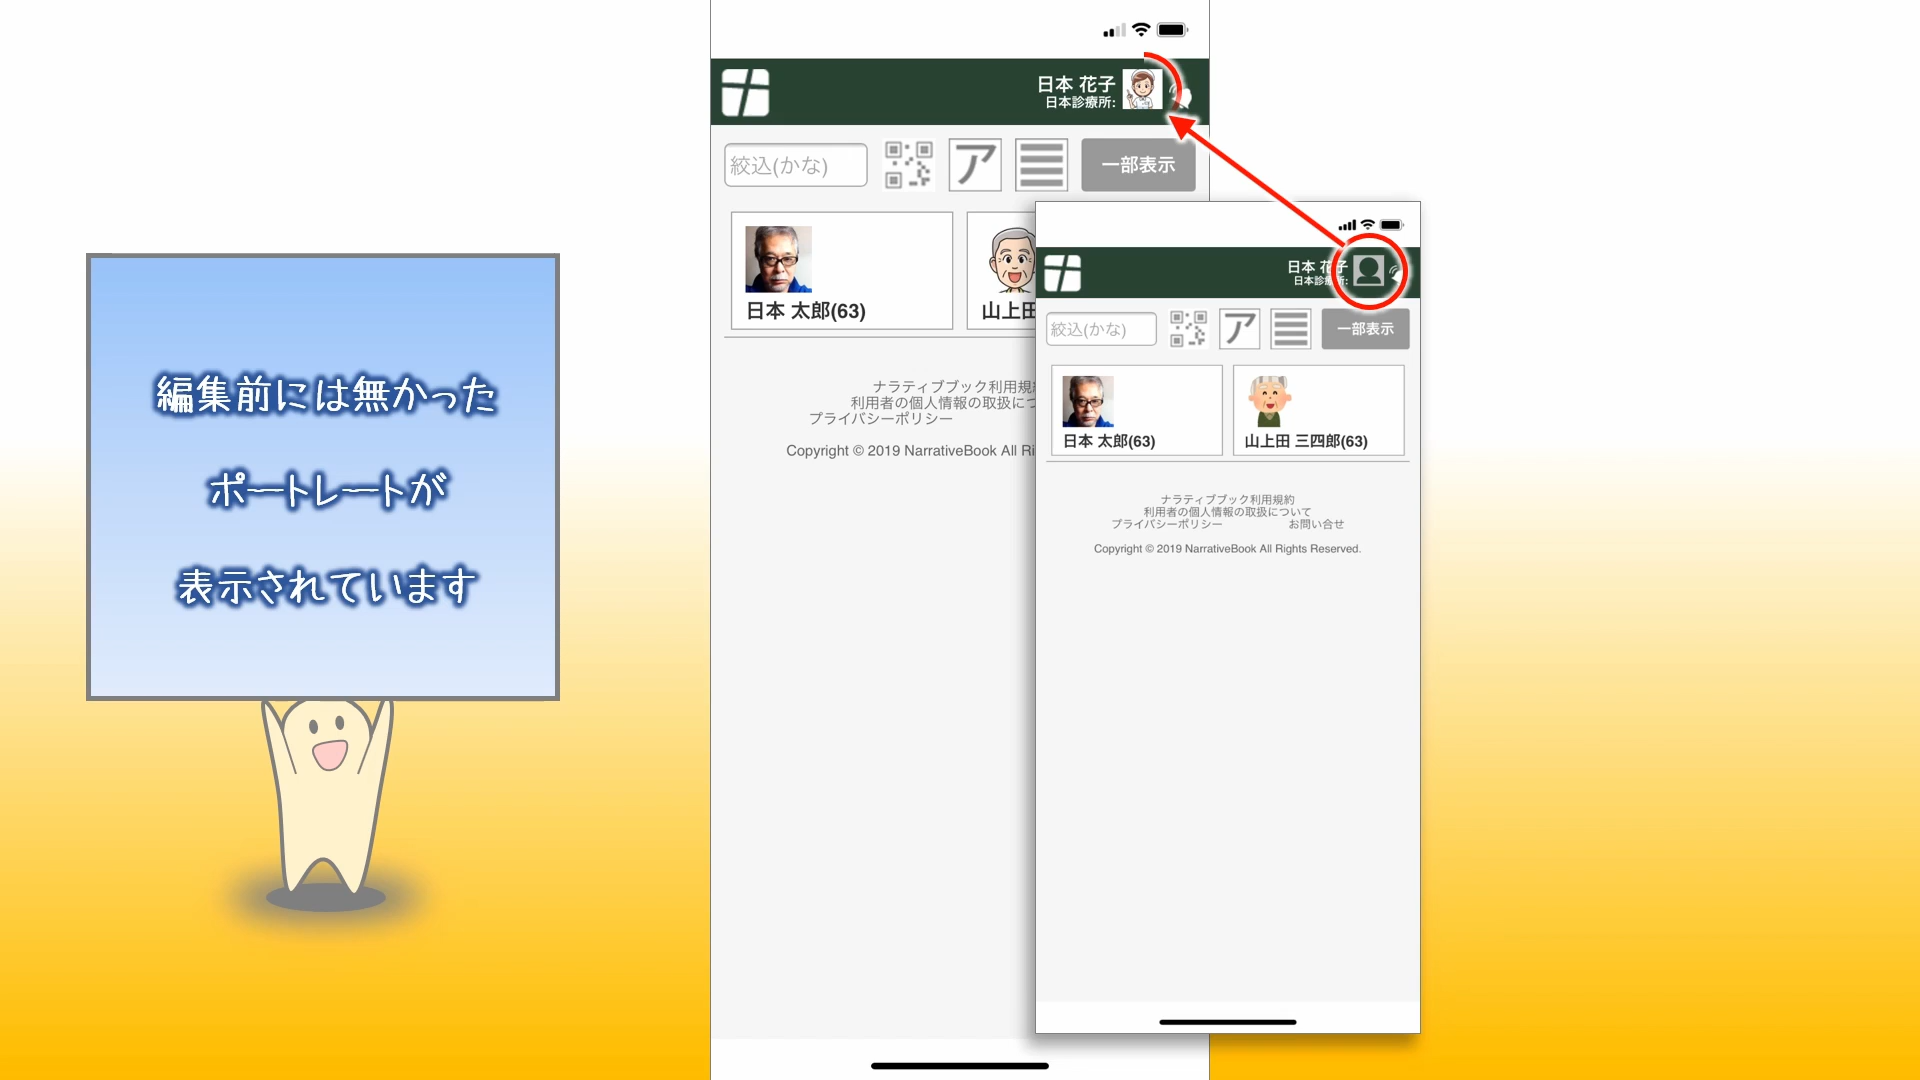 編集前には無かった
ポートレートが
表示されています
日本 花子
日本診療所:
絞込(かな)
ア
一部表示
日本 太郎(63)
山上田
ナラティブブック利用規
利用者の個人情報の取扱につ
プライバシーポリシー
Copyright © 2019 NarrativeBook All Ri
日本 花子
日本診療所:
絞込(かな)
ア
一部表示
日本 太郎(63)
山上田 三四郎(63)
ナラティブブック利用規約
利用者の個人情報の取扱について
プライバシーポリシー お問い合せ
Copyright © 2019 NarrativeBook All Rights Reserved.